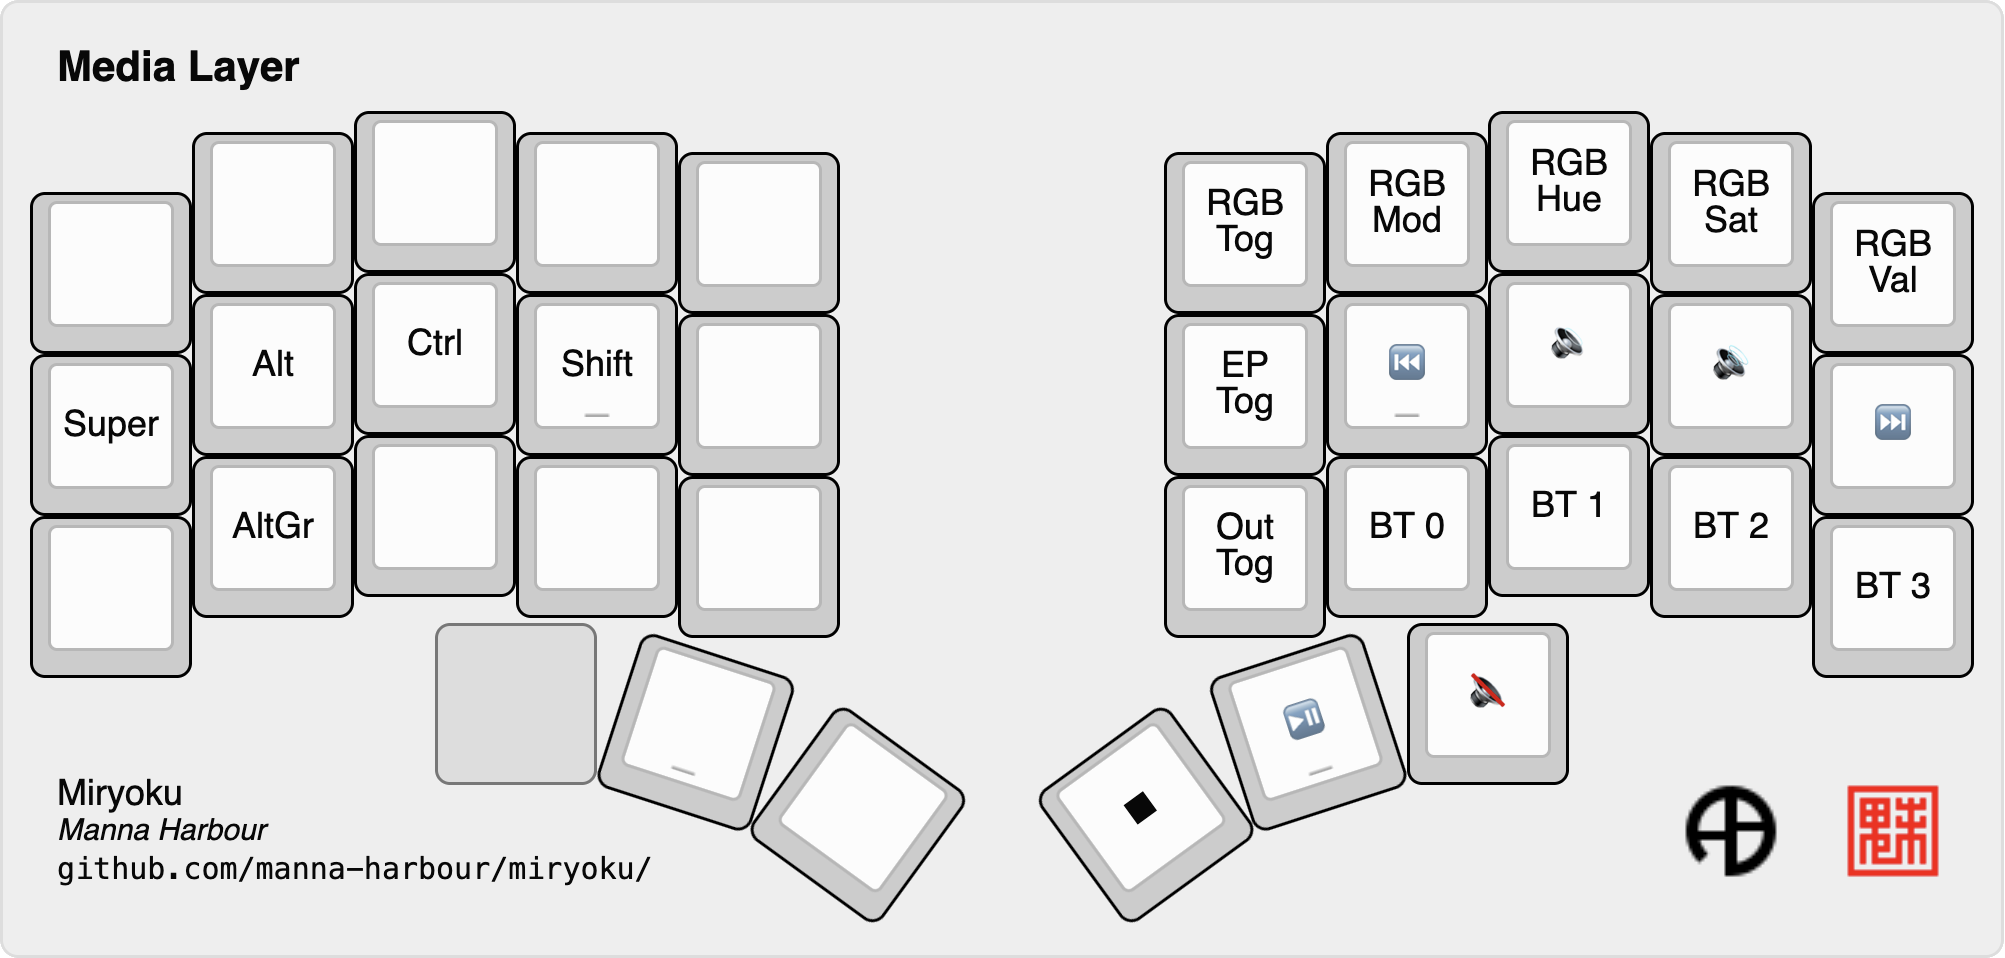 Media Layer
RGB
Tog
RGB
Mod
RGB
Hue
RGB
Sat
RGB
Val
Super
Alt
Ctrl
Shift
EP
Tog
AltGr
Out
Tog
BT 0
BT 1
BT 2
BT 3
Miryoku
Manna Harbour
github.com/manna-harbour/miryoku/